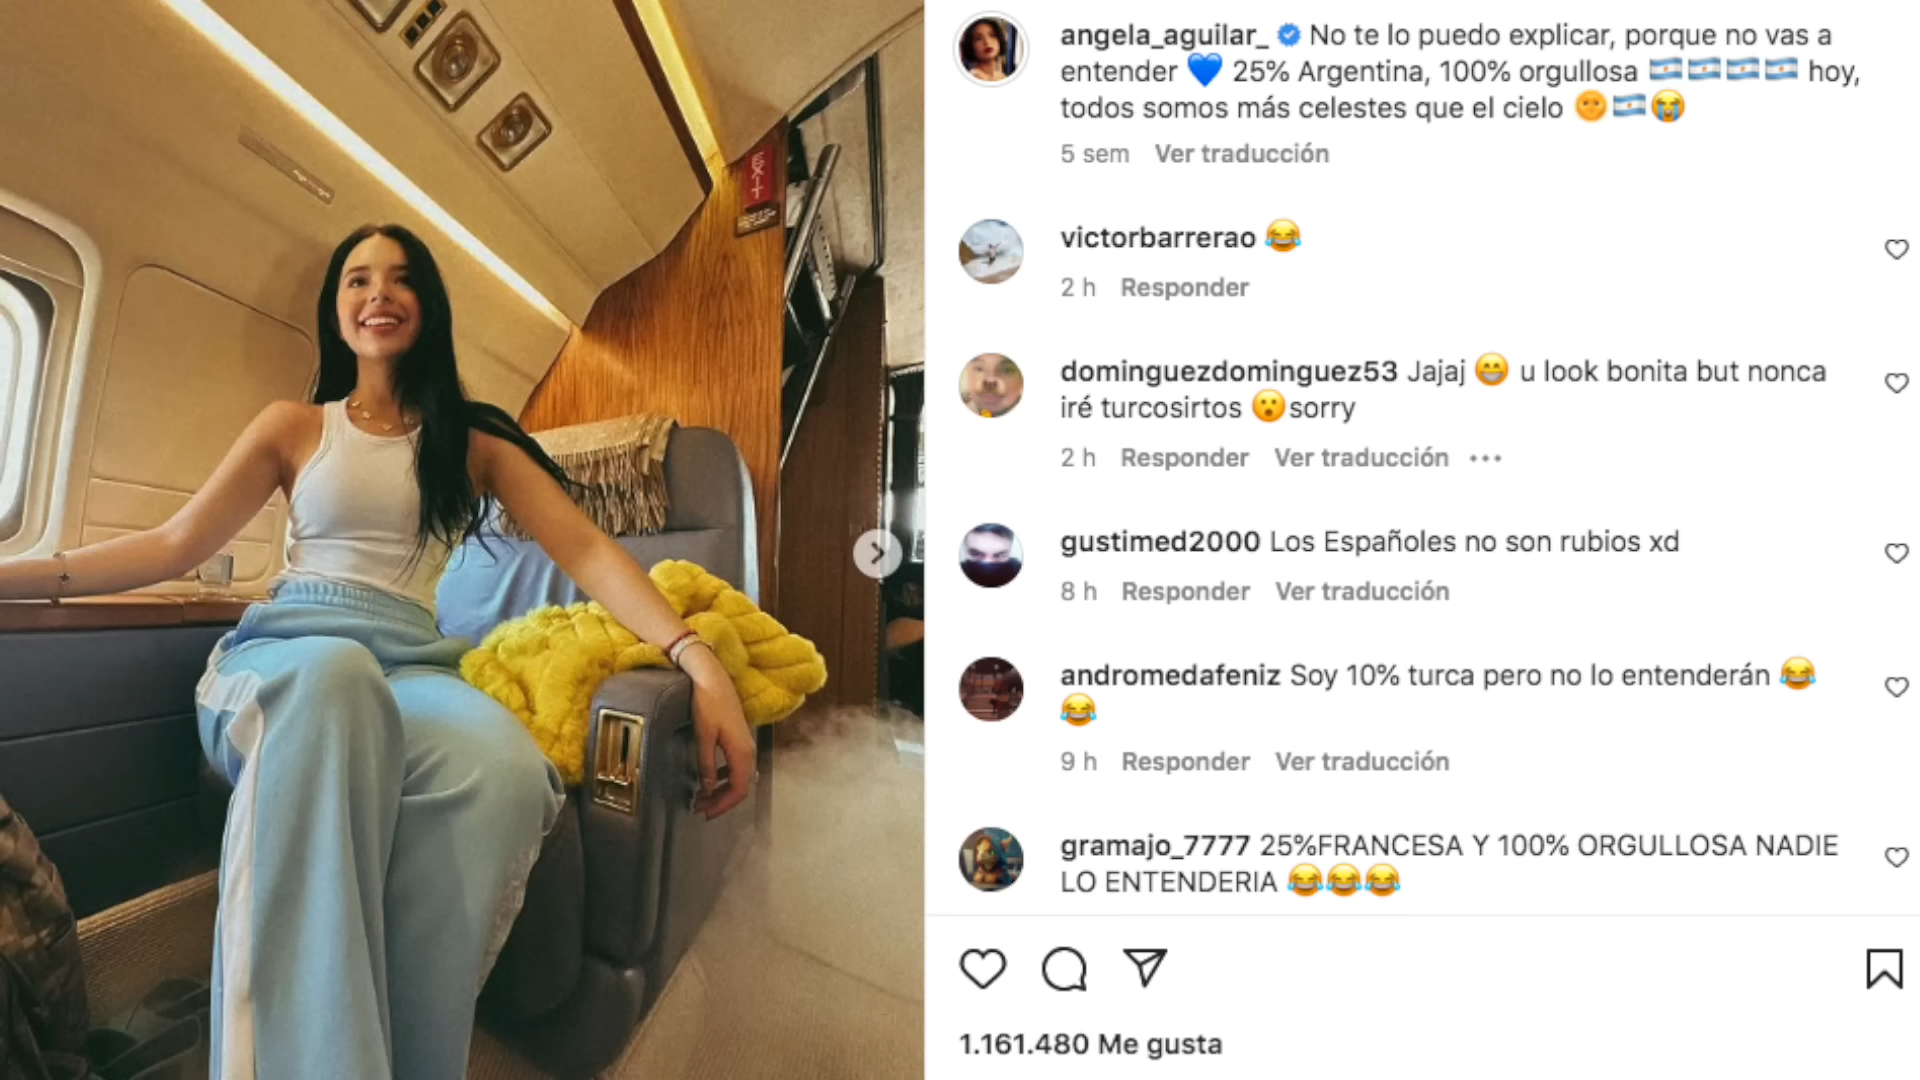 EXIT
angela_aguilar_ No te lo puedo explicar, porque no vas a
entender 💙 25% Argentina, 100% orgullosa 🇦🇷🇦🇷🇦🇷🇦🇷 hoy,
todos somos más celestes que el cielo 🌞🇦🇷😭
5 sem Ver traducción
victorbarrerao 😂
2 h Responder
dominguezdominguez53 Jajaj 😁 u look bonita but nonca
iré turcosirtos 😮 sorry
2 h Responder Ver traducción •••
gustimed2000 Los Españoles no son rubios xd
8 h Responder Ver traducción
andromedafeniz Soy 10% turca pero no lo entenderán 😂
😂
9 h Responder Ver traducción
gramajo_7777 25%FRANCESA Y 100% ORGULLOSA NADIE
LO ENTENDERIA 😂😂😂
1.161.480 Me gusta